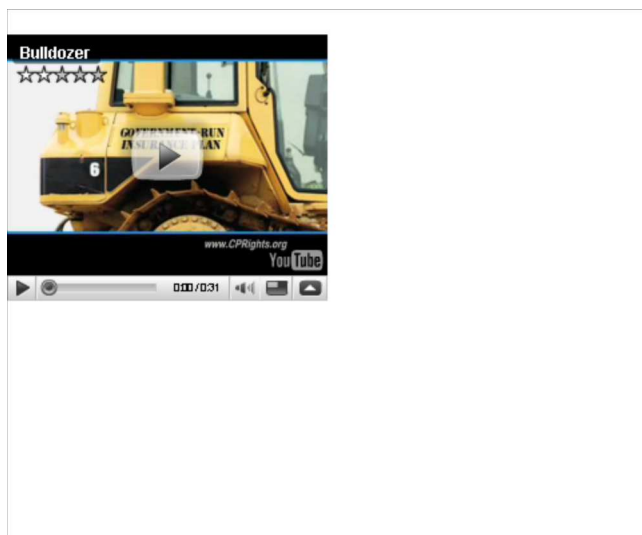 Bulldozer
GOVERNMENT-RUN
INSURANCE PLAN
6
www.CPRights.org
YouTube
0:00 / 0:31